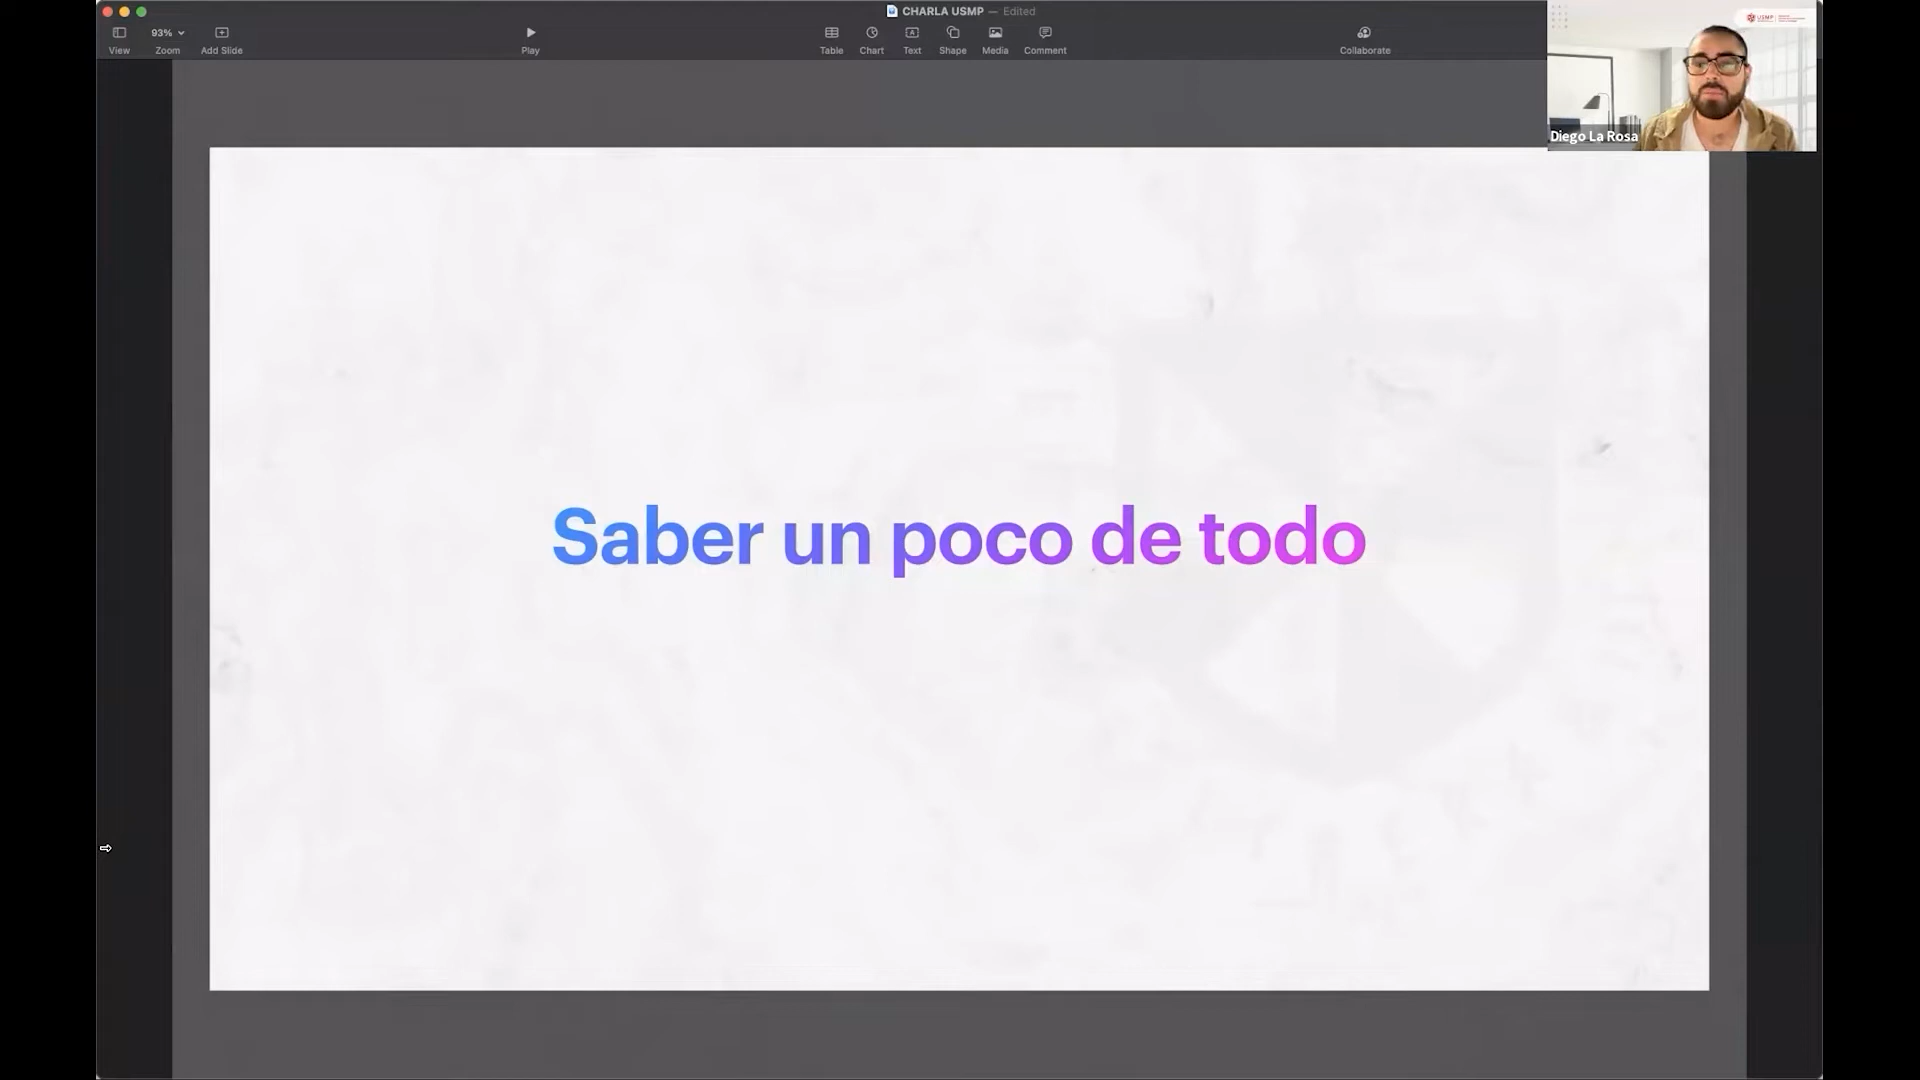 CHARLA USMP — Edited
93%
View
Zoom
Add Slide
Play
Table
Chart
Text
Shape
Media
Comment
Collaborate
USMP
Diego La Rosa
Saber un poco de todo